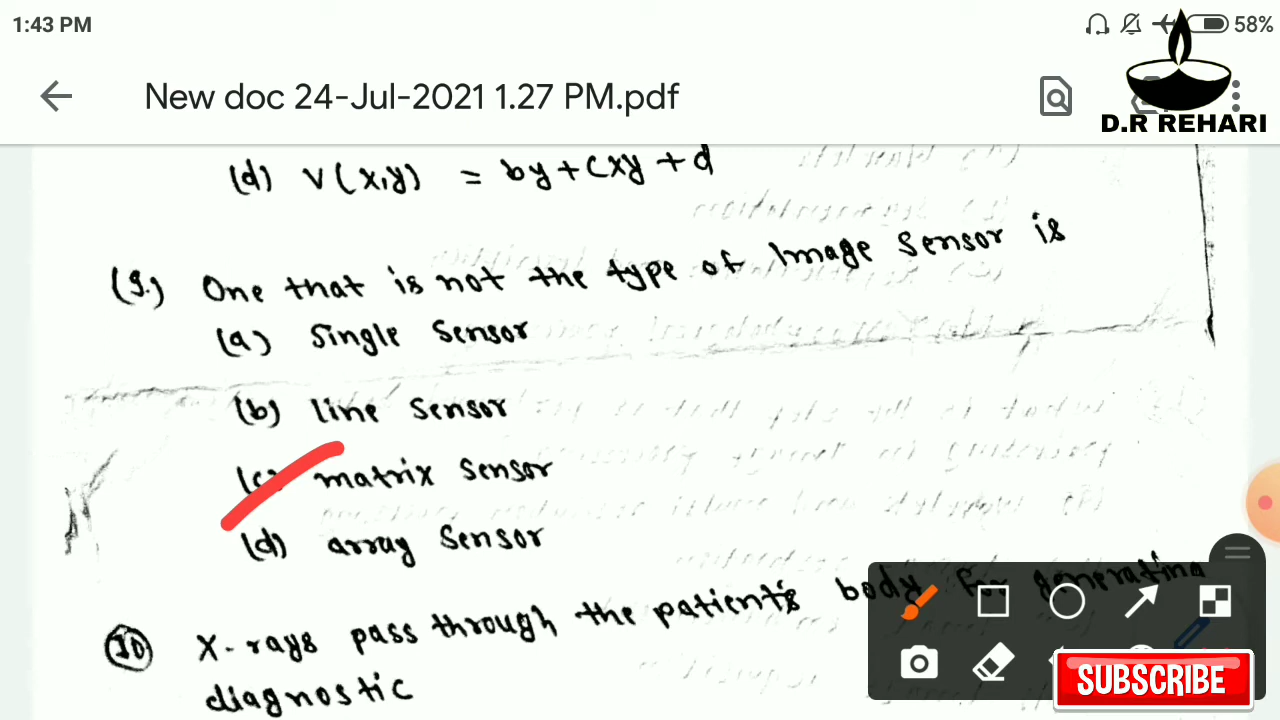 1:43 PM
58%
New doc 24-Jul-2021 1.27 PM.pdf
D.R REHARI
(d) V(x,y) = by+cxy+d
(9.) One that is not the type of Image Sensor is
(a) Single Sensor
(b) line Sensor
(c) matrix Sensor
(d) array Sensor
(10) X-rays pass through the patient's body for generating
diagnostic
SUBSCRIBE